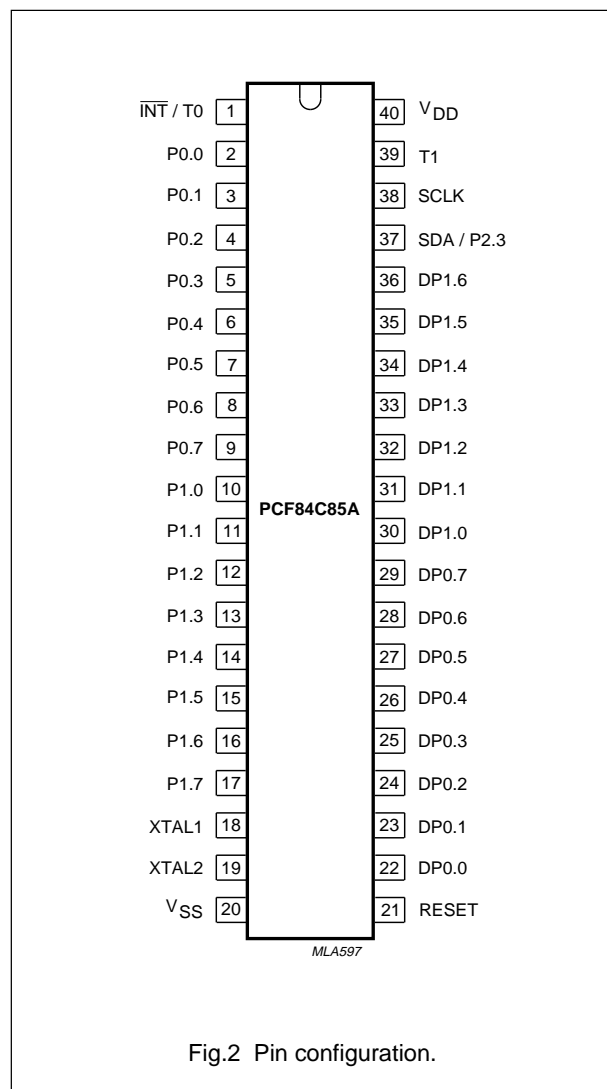 INT / T0 1 40 VDD
P0.0 2 39 T1
P0.1 3 38 SCLK
P0.2 4 37 SDA / P2.3
P0.3 5 36 DP1.6
P0.4 6 35 DP1.5
P0.5 7 34 DP1.4
P0.6 8 33 DP1.3
P0.7 9 32 DP1.2
P1.0 10 31 DP1.1
PCF84C85A
P1.1 11 30 DP1.0
P1.2 12 29 DP0.7
P1.3 13 28 DP0.6
P1.4 14 27 DP0.5
P1.5 15 26 DP0.4
P1.6 16 25 DP0.3
P1.7 17 24 DP0.2
XTAL1 18 23 DP0.1
XTAL2 19 22 DP0.0
VSS 20 21 RESET
MLA597
Fig.2 Pin configuration.